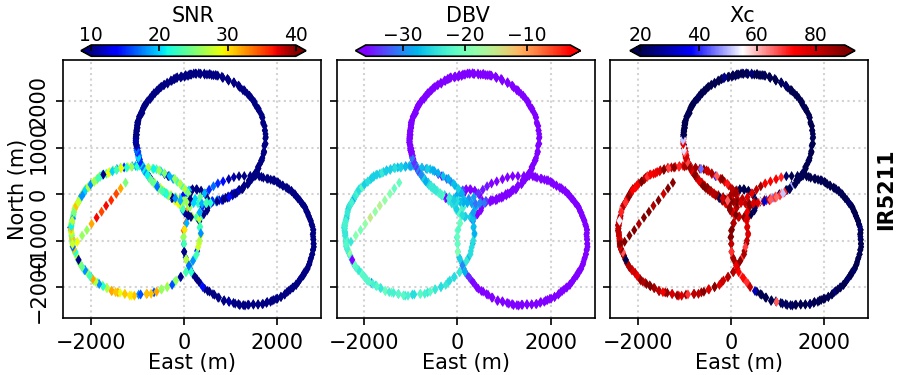 SNR DBV Xc
10 20 30 40 −30 −20 −10 20 40 60 80
North (m)
2000
1000
0
−1000
−2000
IR5211
−2000 0 2000 −2000 0 2000 −2000 0 2000
East (m) East (m) East (m)